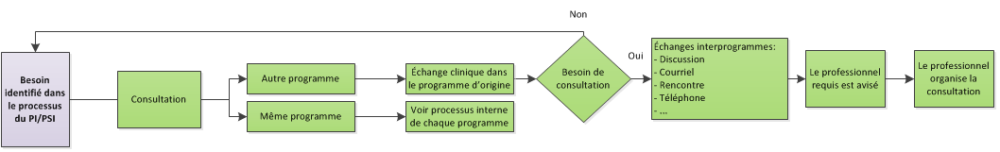 Non
Besoin
identifié dans
le processus
du PI/PSI
Consultation
Autre programme
Même programme
Échange clinique dans
le programme d'origine
Voir processus interne
de chaque programme
Besoin de
consultation
Oui
Échanges interprogrammes:
- Discussion
- Courriel
- Rencontre
- Téléphone
- ...
Le professionnel
requis est avisé
Le professionnel
organise la
consultation